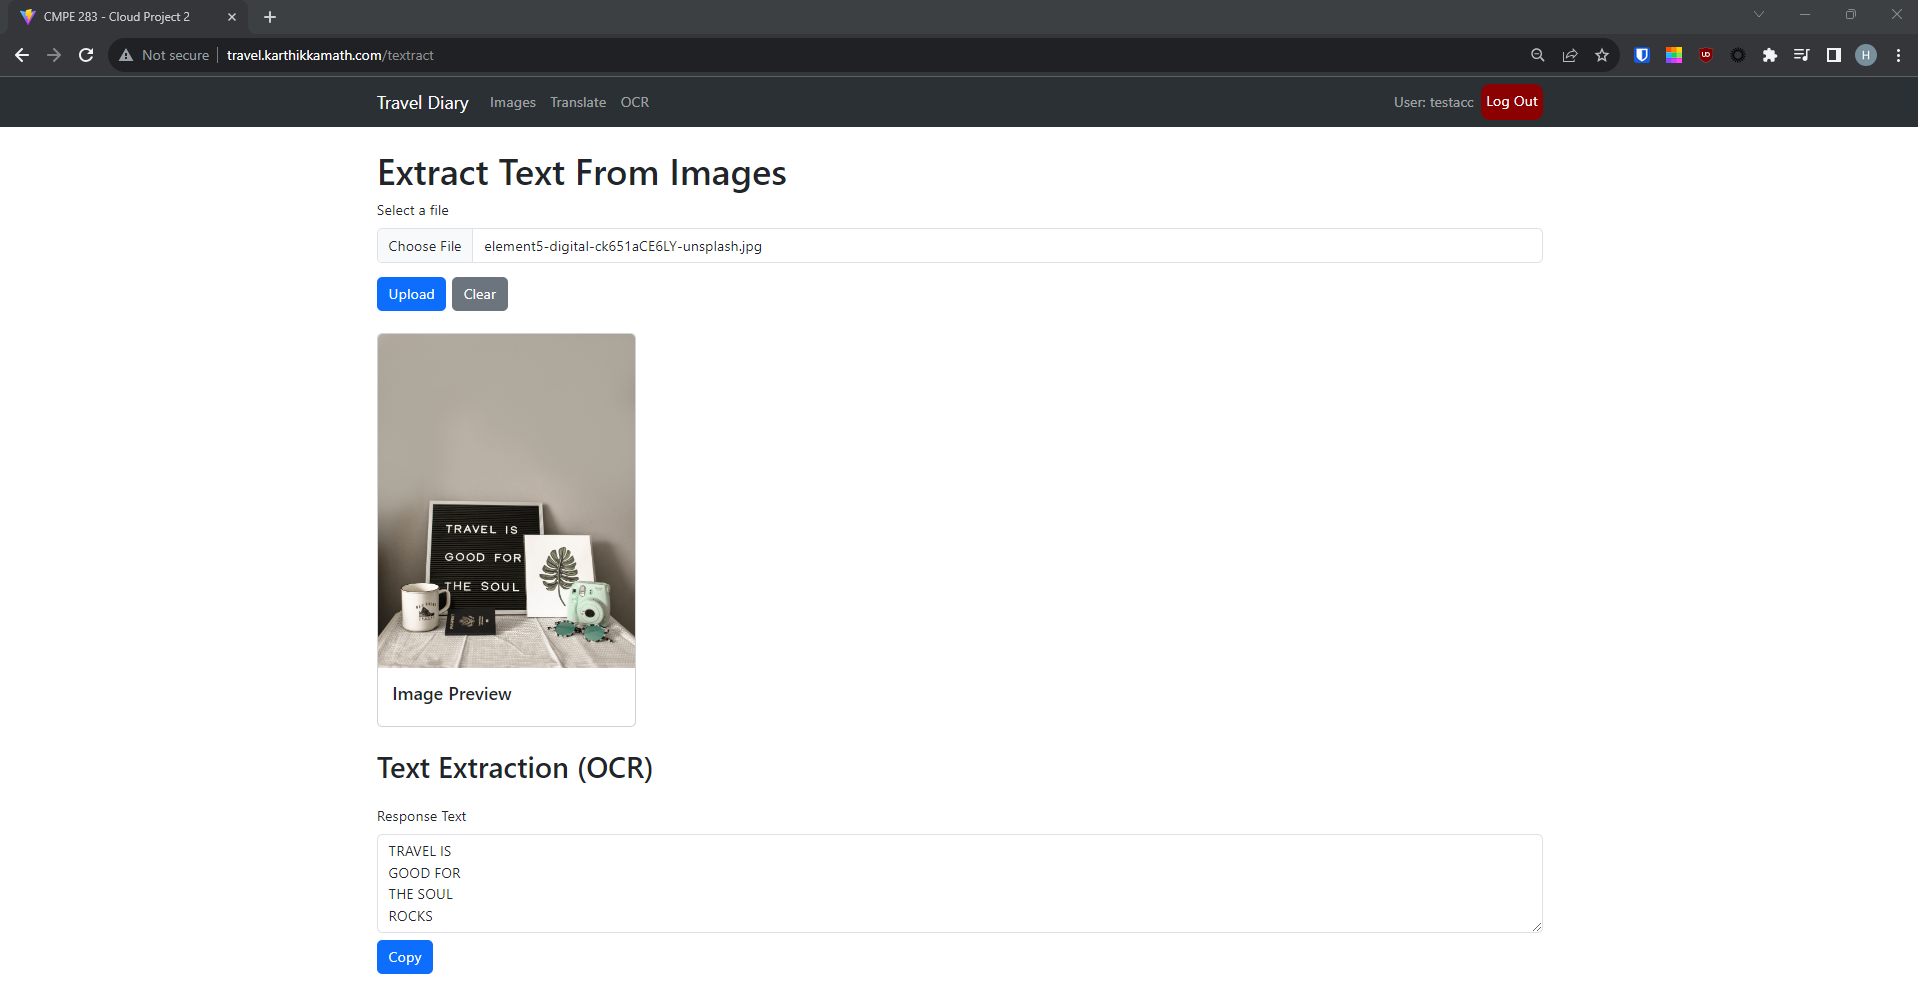 CMPE 283 - Cloud Project 2
Not secure travel.karthikkamath.com/textract
H
Travel Diary Images Translate OCR User: testacc Log Out
Extract Text From Images
Select a file
Choose File element5-digital-ck651aCE6LY-unsplash.jpg
Upload Clear
TRAVEL IS
GOOD FOR
THE SOUL
Image Preview
Text Extraction (OCR)
Response Text
TRAVEL IS
GOOD FOR
THE SOUL
ROCKS
Copy